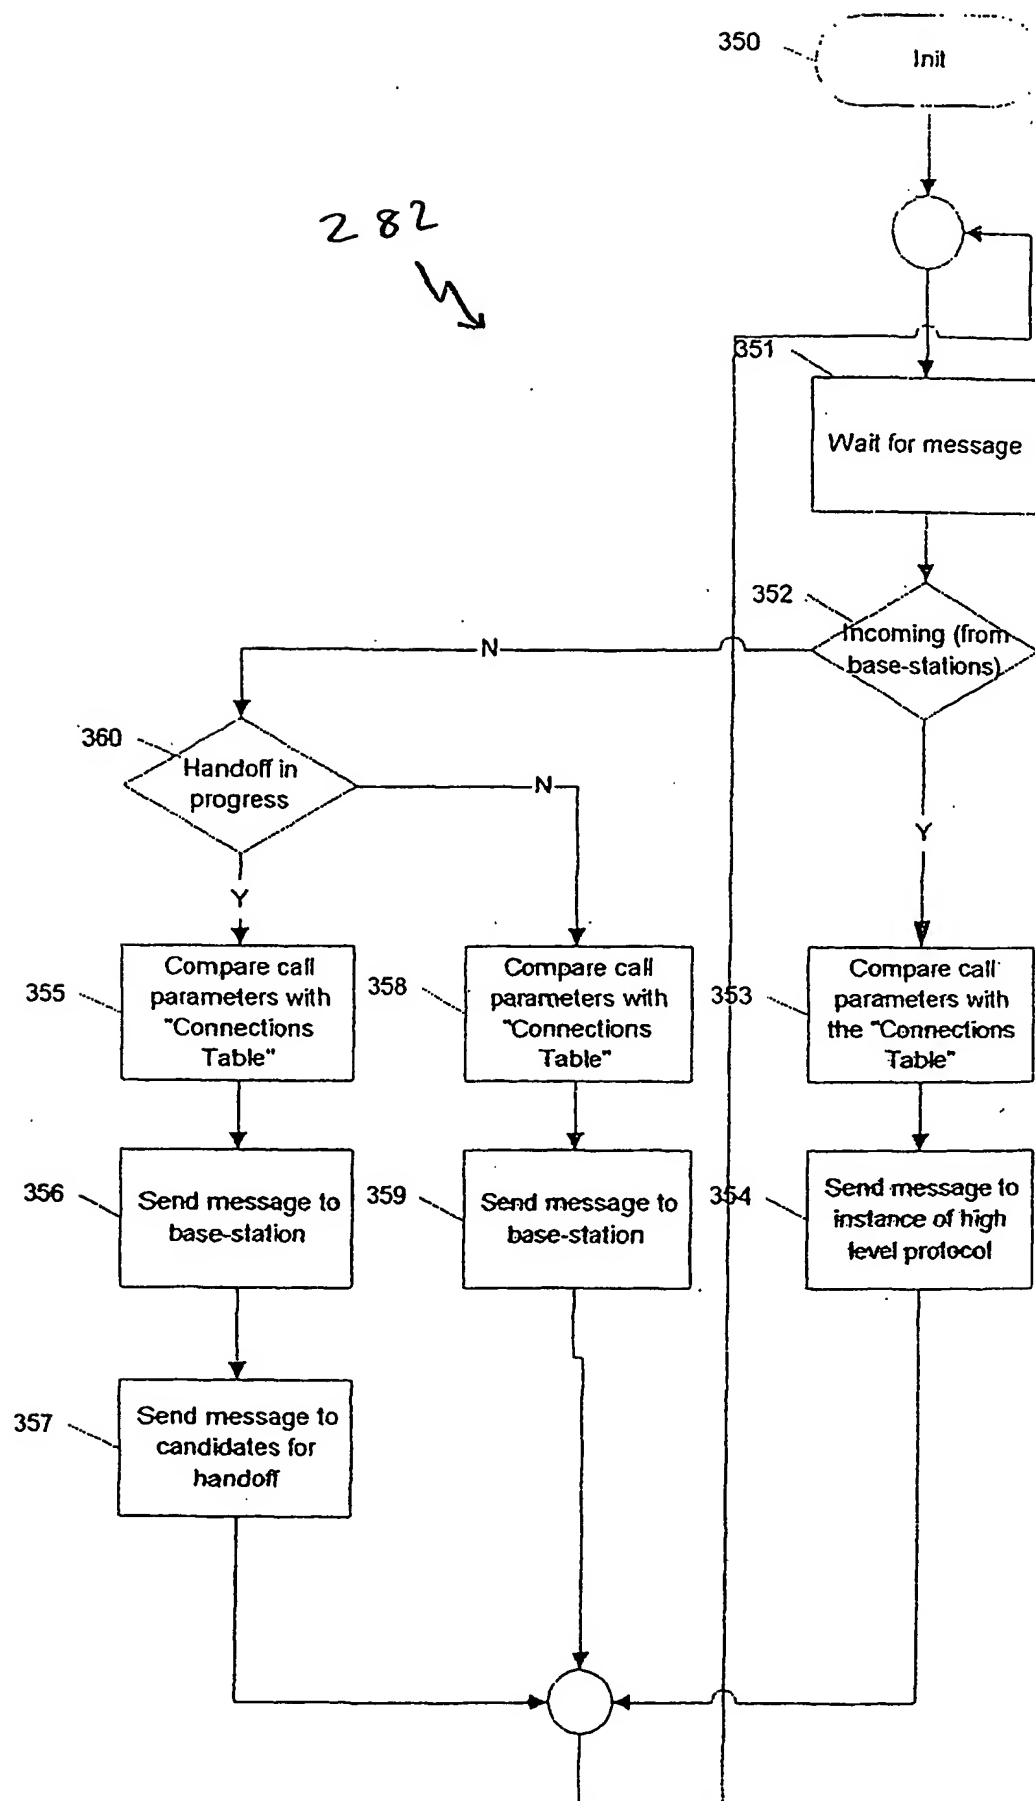 350
Init
282
351
Wait for message
352
Incoming (from
base-stations)
N
360
Handoff in
progress
N
Y
Y
355
Compare call
parameters with
"Connections
Table"
358
Compare call
parameters with
"Connections
Table"
353
Compare call
parameters with
the "Connections
Table"
356
Send message to
base-station
359
Send message to
base-station
354
Send message to
instance of high
level protocol
357
Send message to
candidates for
handoff